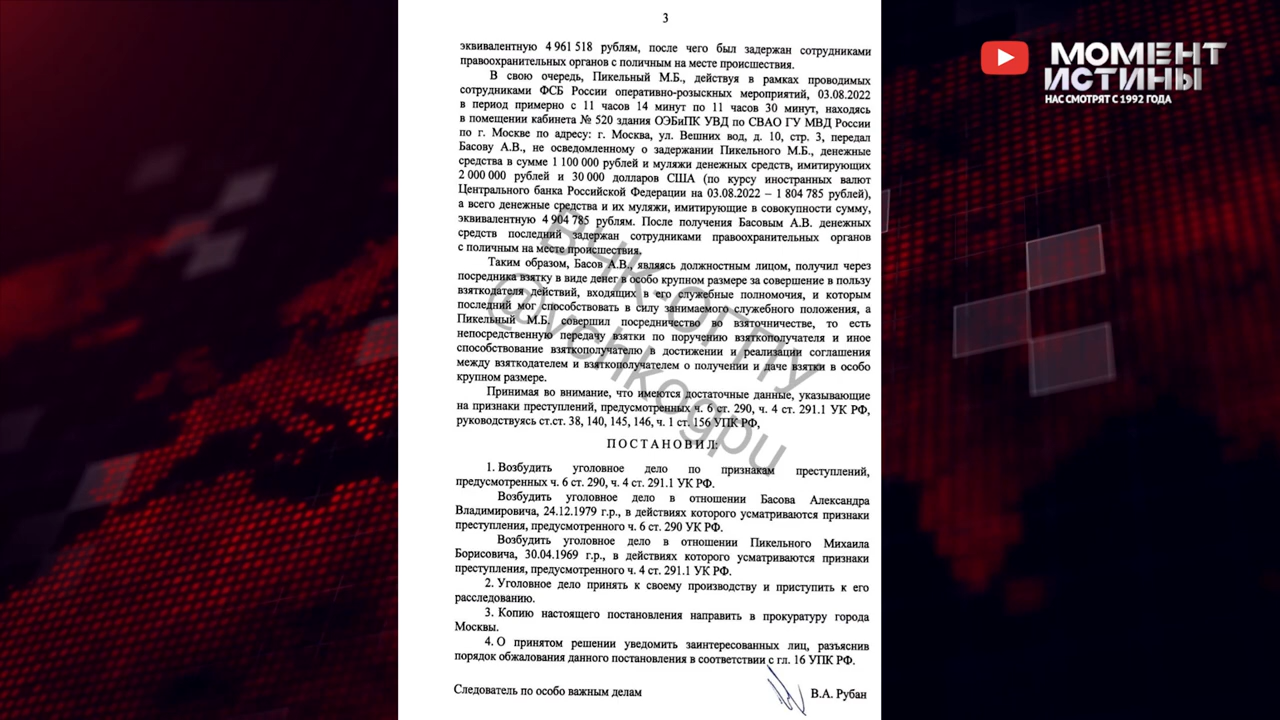 3
эквивалентную 4 961 518 рублям, после чего был задержан сотрудниками
правоохранительных органов с поличным на месте происшествия.
В свою очередь, Пикельный М.Б., действуя в рамках проводимых
сотрудниками ФСБ России оперативно-розыскных мероприятий, 03.08.2022
в период примерно с 11 часов 14 минут по 11 часов 30 минут, находясь
в помещении кабинета № 520 здания ОЭБиПК УВД по СВАО ГУ МВД России
по г. Москве по адресу: г. Москва, ул. Вешних вод, д. 10, стр. 3, передал
Басову А.В., не осведомленному о задержании Пикельного М.Б., денежные
средства в сумме 1 100 000 рублей и муляжи денежных средств, имитирующих
2 000 000 рублей и 30 000 долларов США (по курсу иностранных валют
Центрального банка Российской Федерации на 03.08.2022 – 1 804 785 рублей),
а всего денежные средства и их муляжи, имитирующие в совокупности сумму,
эквивалентную 4 904 785 рублям. После получения Басовым А.В. денежных
средств последний задержан сотрудниками правоохранительных органов
с поличным на месте происшествия.
Таким образом, Басов А.В., являясь должностным лицом, получил через
посредника взятку в виде денег в особо крупном размере за совершение в пользу
взяткодателя действий, входящих в его служебные полномочия, и которым
последний мог способствовать в силу занимаемого служебного положения, а
Пикельный М.Б. совершил посредничество во взяточничестве, то есть
непосредственную передачу взятки по поручению взяткополучателя и иное
способствование взяткополучателю в достижении и реализации соглашения
между взяткодателем и взяткополучателем о получении и даче взятки в особо
крупном размере.
Принимая во внимание, что имеются достаточные данные, указывающие
на признаки преступлений, предусмотренных ч. 6 ст. 290, ч. 4 ст. 291.1 УК РФ,
руководствуясь ст.ст. 38, 140, 145, 146, ч. 1 ст. 156 УПК РФ,
П О С Т А Н О В И Л:
1. Возбудить уголовное дело по признакам преступлений,
предусмотренных ч. 6 ст. 290, ч. 4 ст. 291.1 УК РФ.
Возбудить уголовное дело в отношении Басова Александра
Владимировича, 24.12.1979 г.р., в действиях которого усматриваются признаки
преступления, предусмотренного ч. 6 ст. 290 УК РФ.
Возбудить уголовное дело в отношении Пикельного Михаила
Борисовича, 30.04.1969 г.р., в действиях которого усматриваются признаки
преступления, предусмотренного ч. 4 ст. 291.1 УК РФ.
2. Уголовное дело принять к своему производству и приступить к его
расследованию.
3. Копию настоящего постановления направить в прокуратуру города
Москвы.
4. О принятом решении уведомить заинтересованных лиц, разъяснив
порядок обжалования данного постановления в соответствии с гл. 16 УПК РФ.
Следователь по особо важным делам
В.А. Рубан
ВЧК-ОГПУ
@vchkogpu
МОМЕНТ
ИСТИНЫ
НАС СМОТРЯТ С 1992 ГОДА